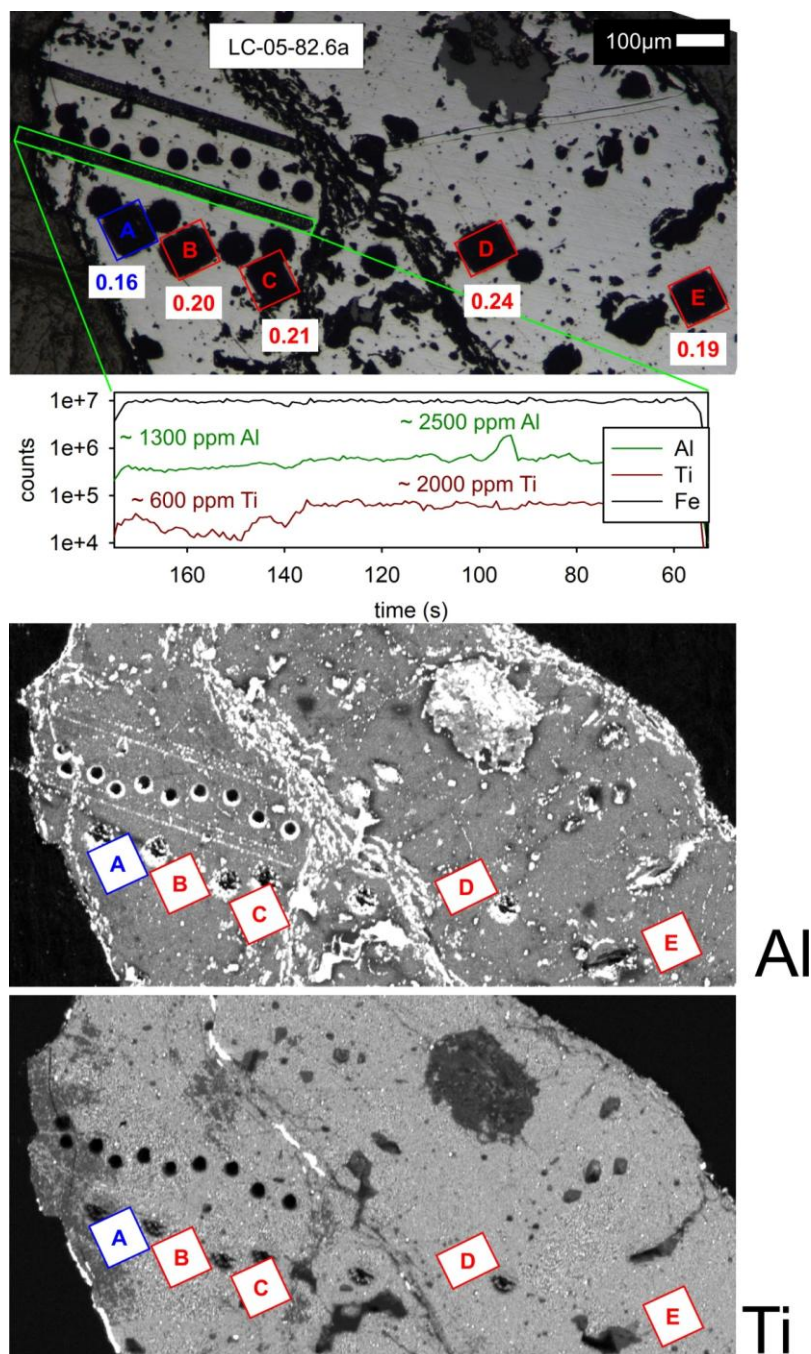 LC-05-82.6a
100µm
A
B
C
D
E
0.16
0.20
0.21
0.24
0.19
1e+7
1e+6
1e+5
1e+4
counts
~ 1300 ppm Al
~ 2500 ppm Al
~ 600 ppm Ti
~ 2000 ppm Ti
Al
Ti
Fe
160 140 120 100 80 60
time (s)
A
B
C
D
E
Al
A
B
C
D
E
Ti